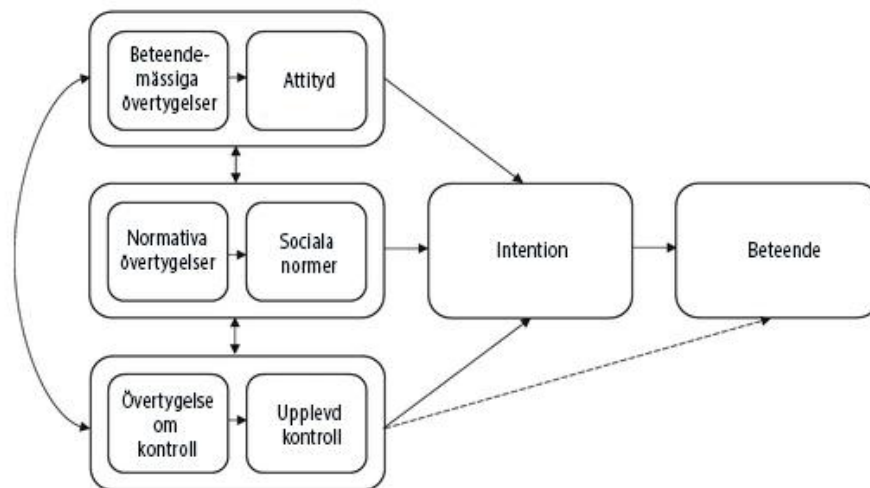 Beteende-
mässiga
övertygelser
Attityd
Normativa
övertygelser
Sociala
normer
Intention
Beteende
Övertygelse
om
kontroll
Upplevd
kontroll